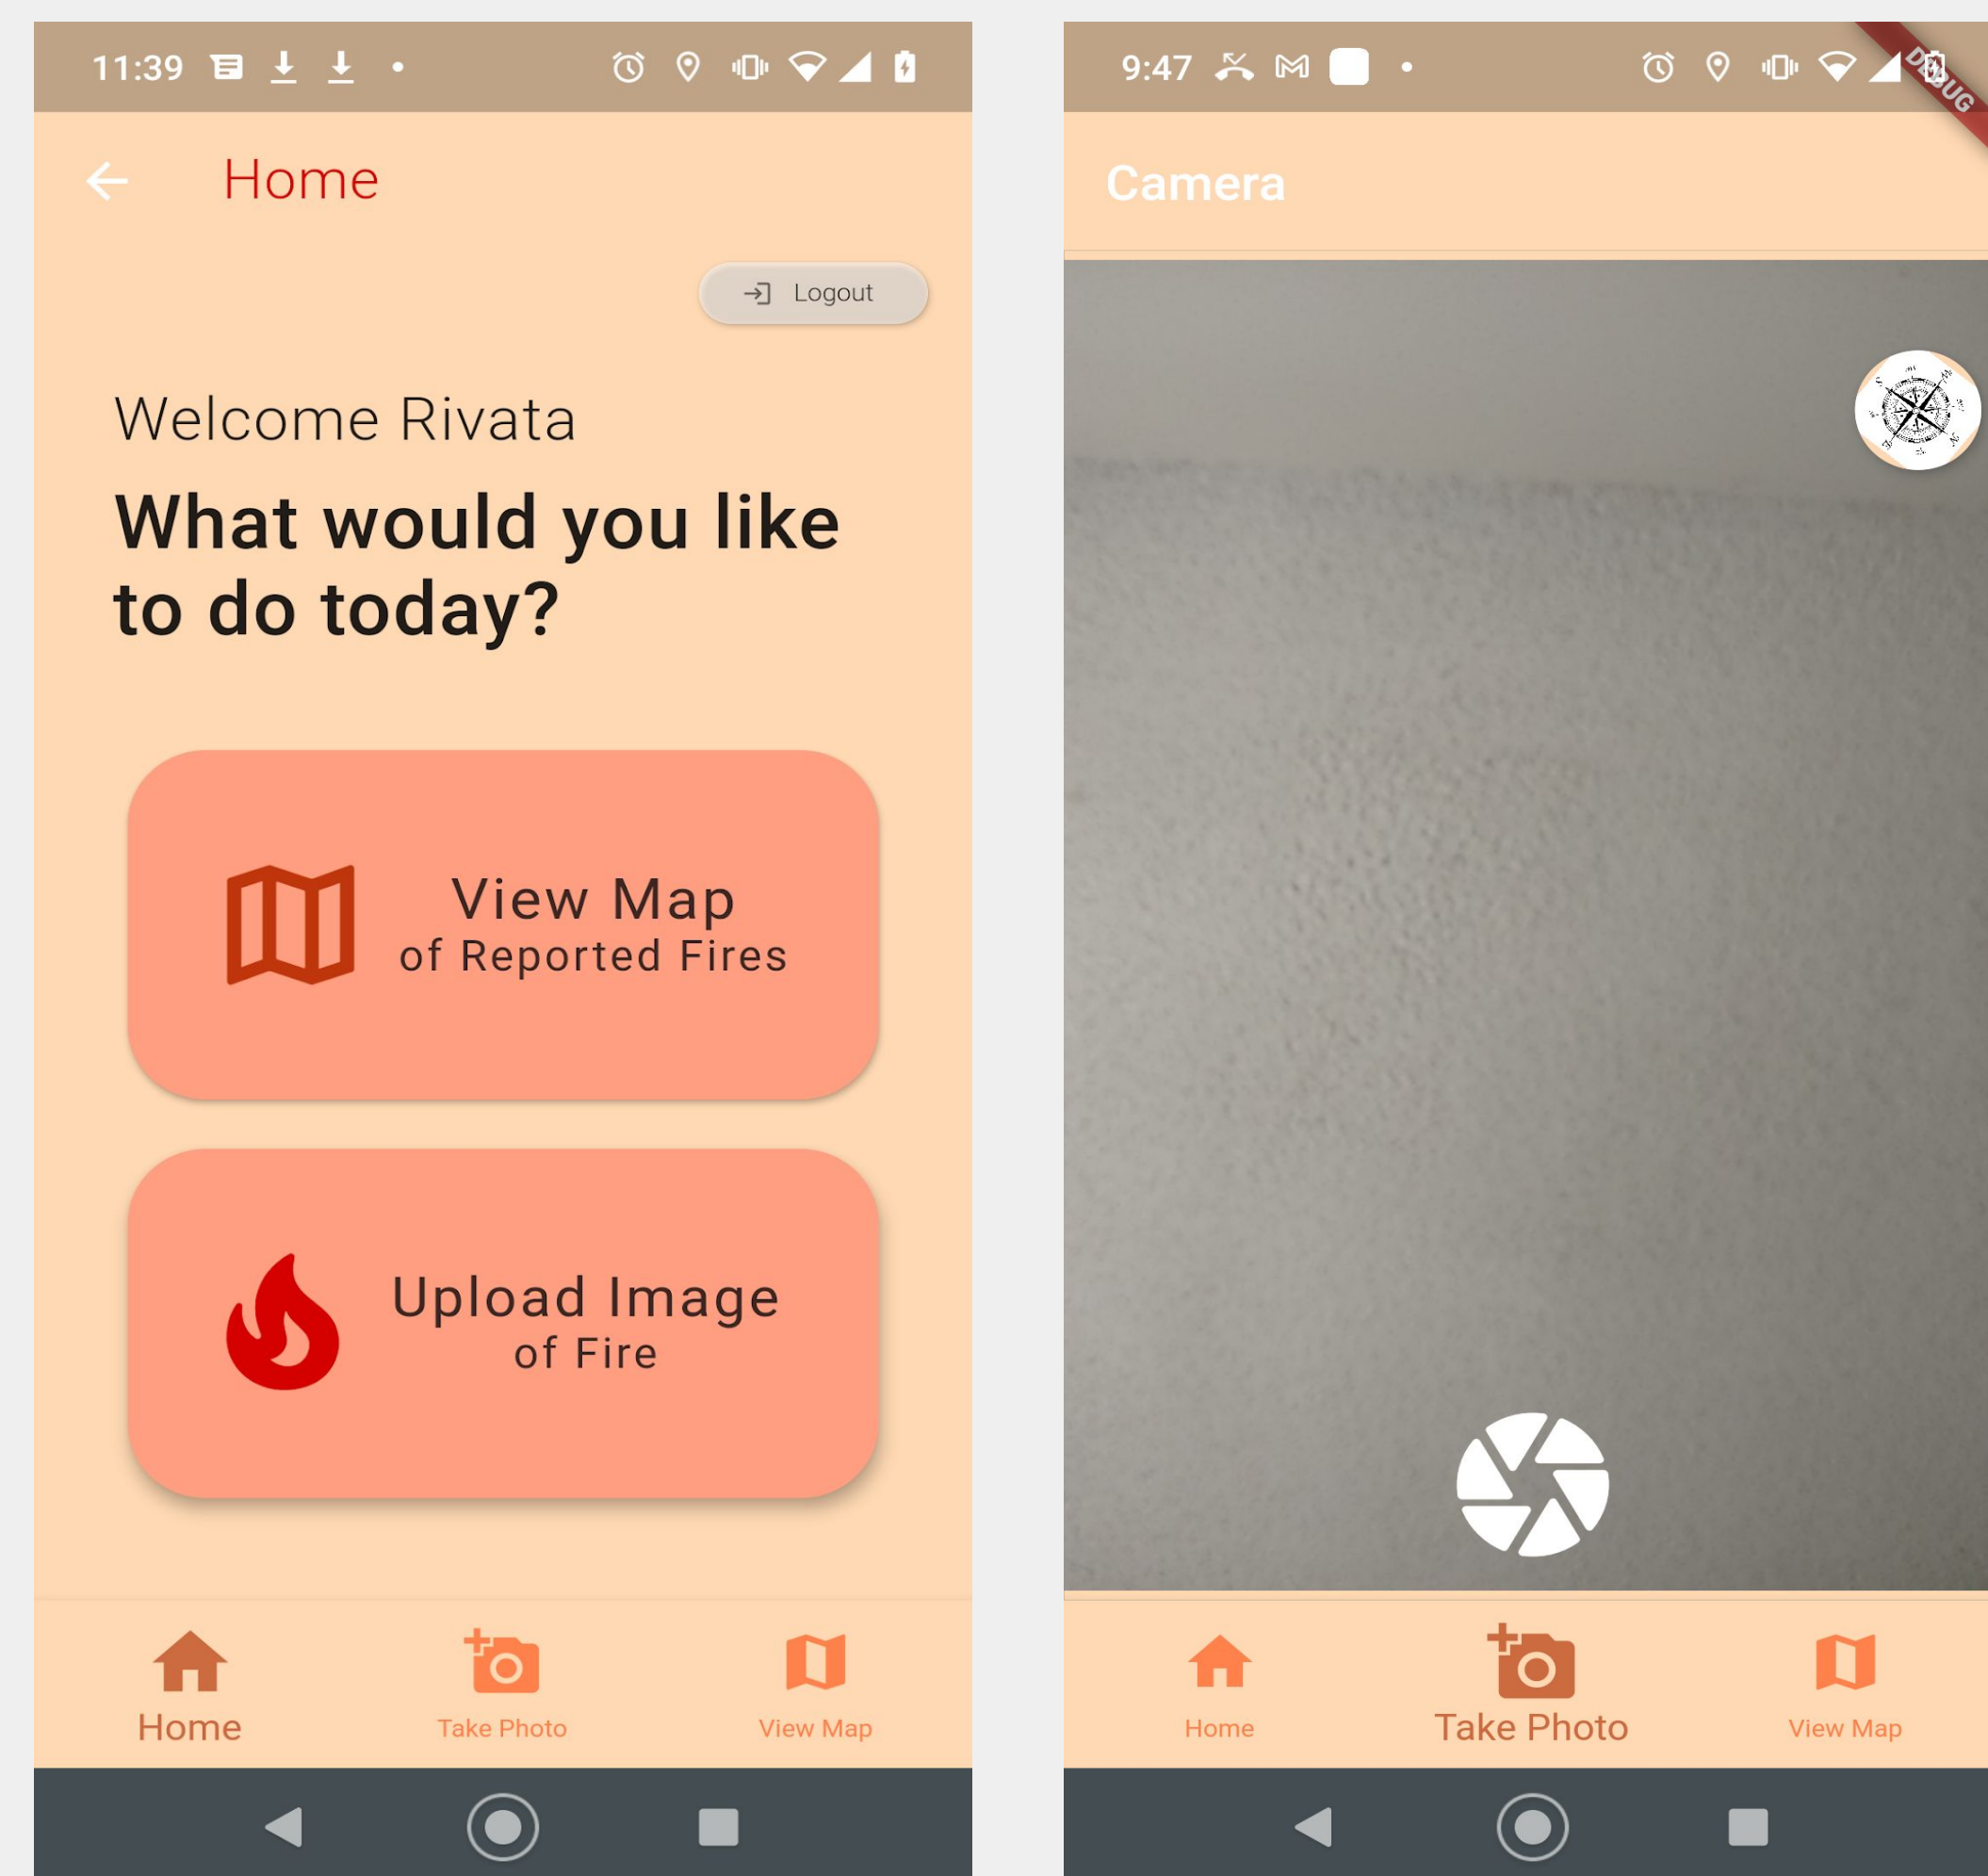 11:39
Home
Logout
Welcome Rivata
What would you like
to do today?
View Map
of Reported Fires
Upload Image
of Fire
Home
Take Photo
View Map
9:47
DEBUG
Camera
Home
Take Photo
View Map